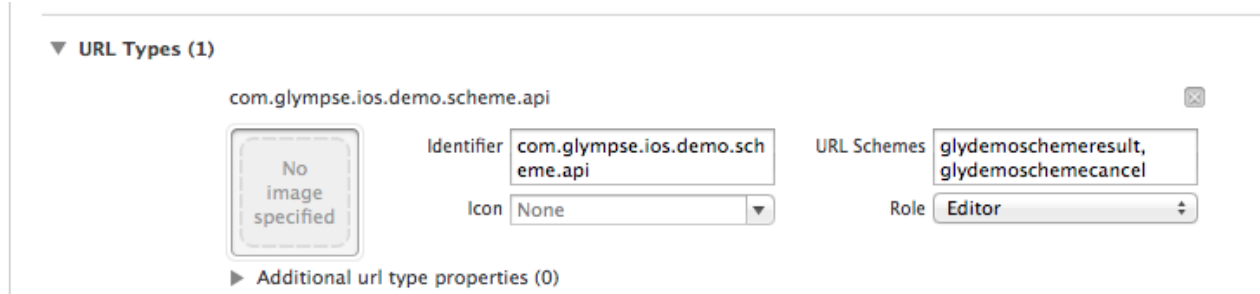 URL Types (1)
com.glympse.ios.demo.scheme.api
No
image
specified
Identifier
com.glympse.ios.demo.sch
eme.api
URL Schemes
glydemoschemeresult,
glydemoschemecancel
Icon
None
Role
Editor
Additional url type properties (0)